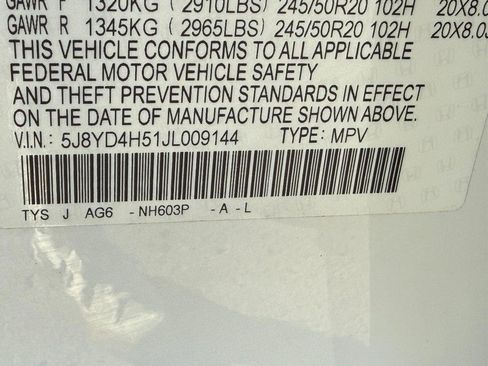 GAWR F 1320KG ( 2910LBS) 245/50R20 102H 20X8.0
GAWR R 1345KG ( 2965LBS) 245/50R20 102H 20X8.0J
THIS VEHICLE CONFORMS TO ALL APPLICABLE
FEDERAL MOTOR VEHICLE SAFETY
AND THEFT PREVENTION STANDARDS IN EFFECT
ON THE DATE OF MANUFACTURE SHOWN ABOVE.
V.I.N.: 5J8YD4H51JL009144 TYPE: MPV
TYS J AG6 -NH603P -A-L